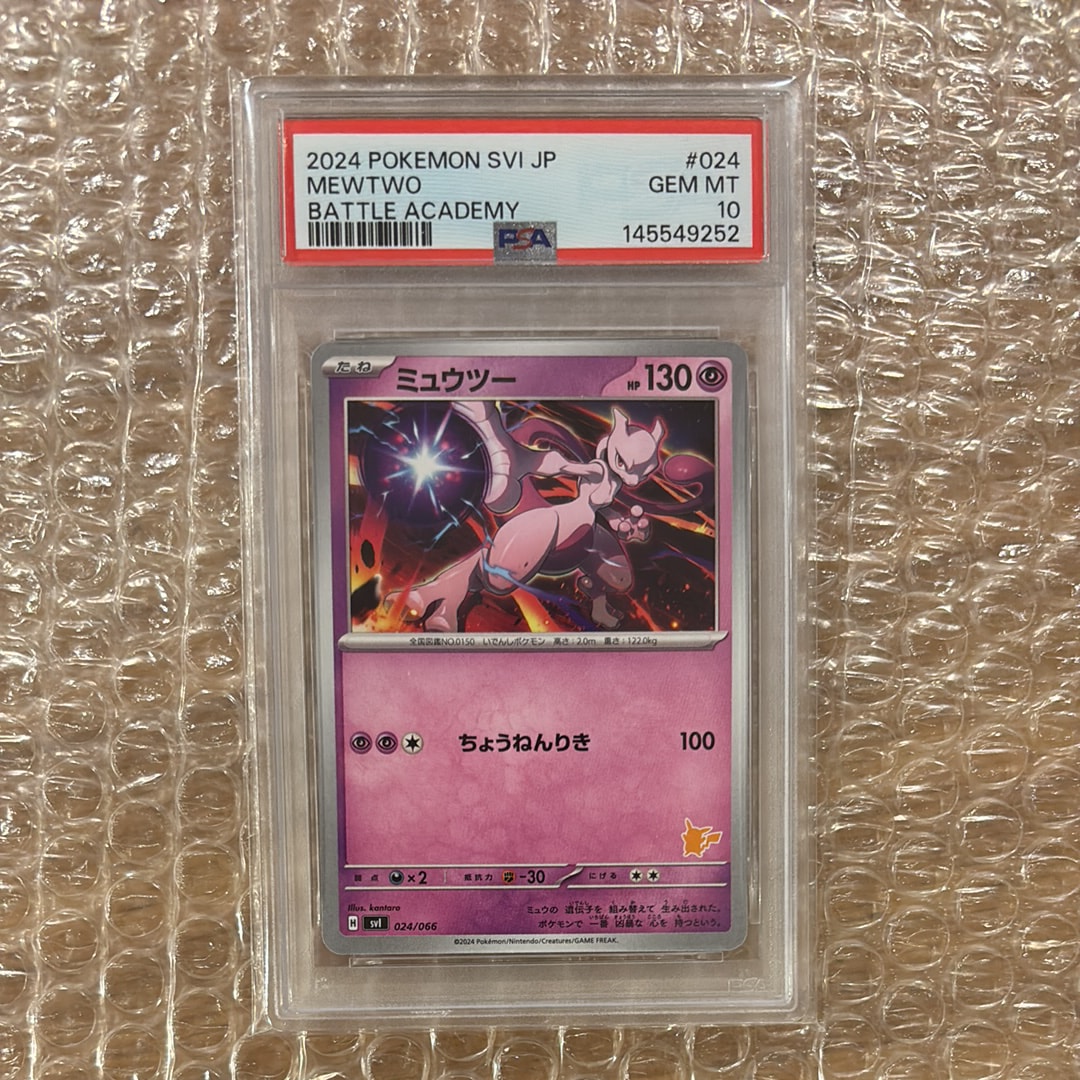 2024 POKEMON SVI JP #024
MEWTWO GEM MT
BATTLE ACADEMY 10
PSA 145549252
たね ミュウツー HP 130
全国図鑑NO.0150 いでんしポケモン 高さ:2.0m 重さ:122.0kg
ちょうねんりき 100
弱点 ×2 抵抗力 -30 にげる
Illus. kantaro
ミュウの 遺伝子を 組み替えて 生み出された。
ポケモンで 一番 凶暴な 心を 持つという。
H svI 024/066
©2024 Pokémon/Nintendo/Creatures/GAME FREAK.